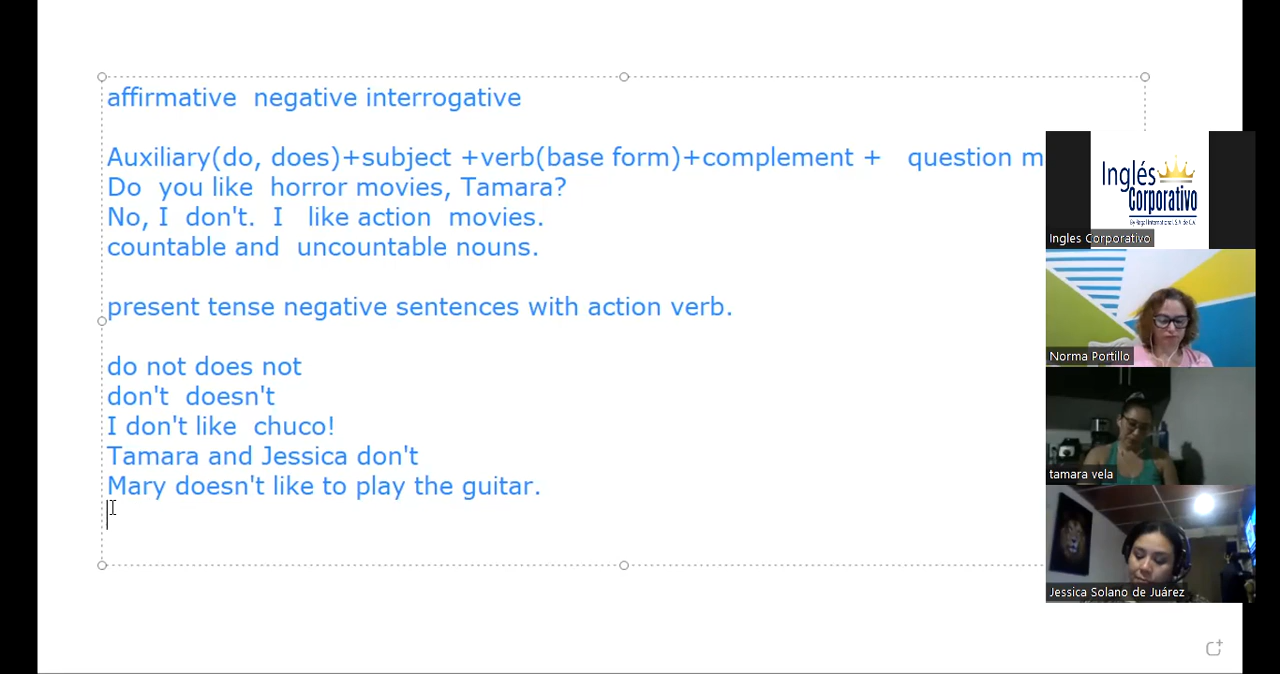 affirmative  negative interrogative
Auxiliary(do, does)+subject +verb(base form)+complement +   question m
Do  you like  horror movies, Tamara?
No, I  don't.  I   like action  movies.
countable and  uncountable nouns.
present tense negative sentences with action verb.
do not does not
don't  doesn't
I don't like  chuco!
Tamara and Jessica don't
Mary doesn't like to play the guitar.
Inglés
Corporativo
Ingles Corporativo
Norma Portillo
tamara vela
Jessica Solano de Juárez